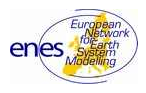 enes
European
Network
for
Earth
System
Modelling